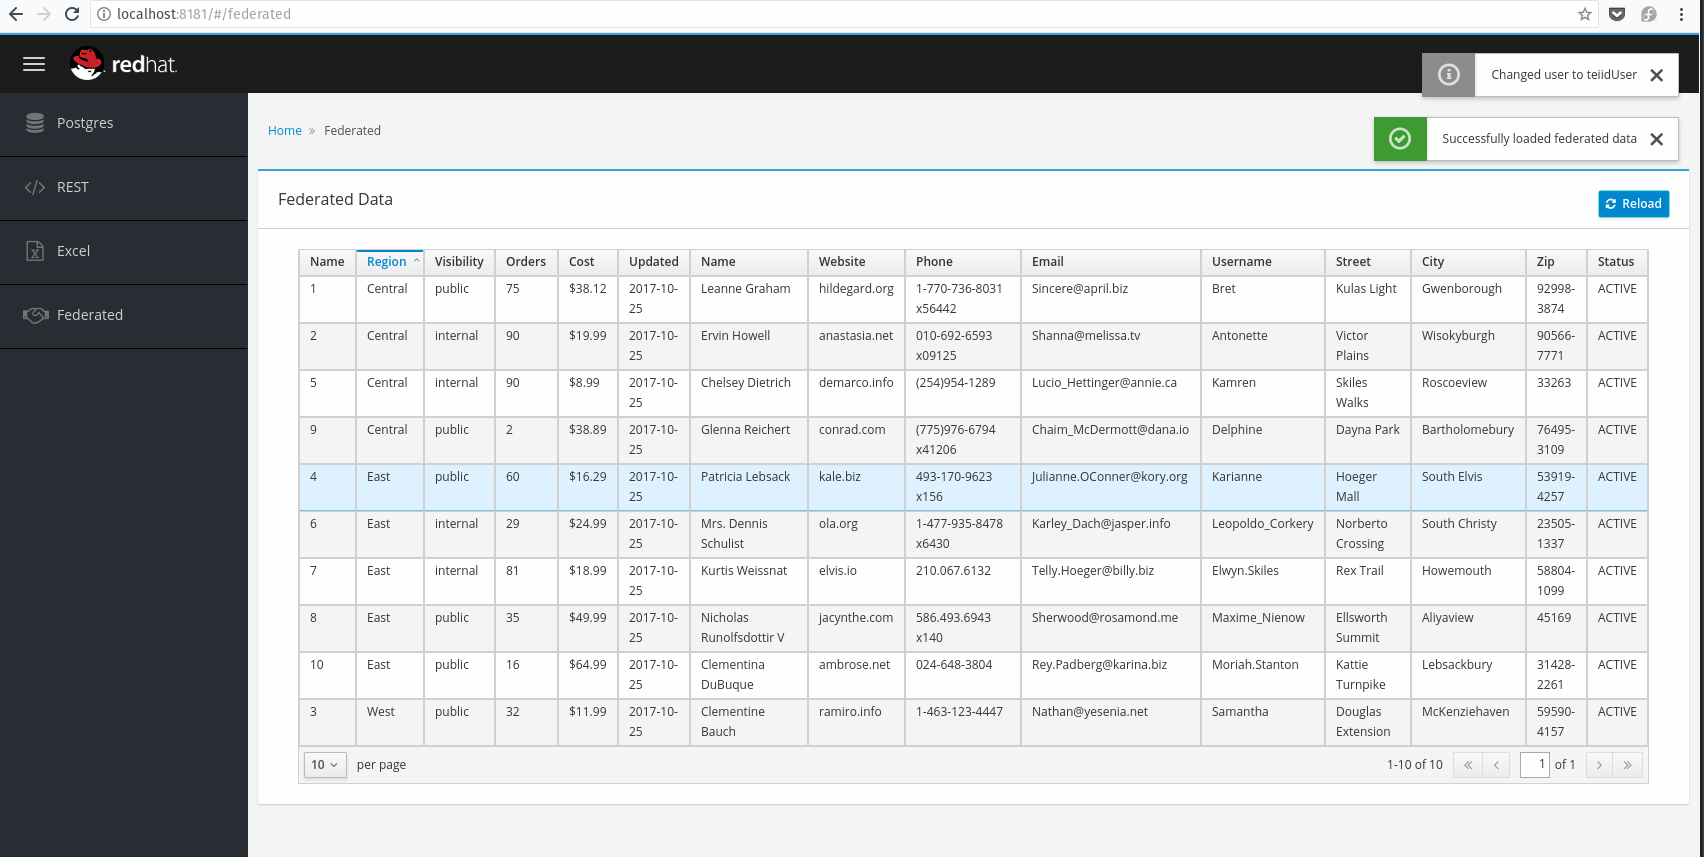 localhost:8181/#/federated
redhat.
Changed user to teiidUser
Postgres
Home » Federated
Successfully loaded federated data
REST
Federated Data
Reload
Excel
Federated
Name Region Visibility Orders Cost Updated Name Website Phone Email Username Street City Zip Status
1 Central public 75 $38.12 2017-10- Leanne Graham hildegard.org 1-770-736-8031 Sincere@april.biz Bret Kulas Light Gwenborough 92998- ACTIVE
25 x56442 3874
2 Central internal 90 $19.99 2017-10- Ervin Howell anastasia.net 010-692-6593 Shanna@melissa.tv Antonette Victor Wisokyburgh 90566- ACTIVE
25 x09125 Plains 7771
5 Central internal 90 $8.99 2017-10- Chelsey Dietrich demarco.info (254)954-1289 Lucio_Hettinger@annie.ca Kamren Skiles Roscoeview 33263 ACTIVE
25 Walks
9 Central public 2 $38.89 2017-10- Glenna Reichert conrad.com (775)976-6794 Chaim_McDermott@dana.io Delphine Dayna Park Bartholomebury 76495- ACTIVE
25 x41206 3109
4 East public 60 $16.29 2017-10- Patricia Lebsack kale.biz 493-170-9623 Julianne.OConner@kory.org Karianne Hoeger South Elvis 53919- ACTIVE
25 x156 Mall 4257
6 East internal 29 $24.99 2017-10- Mrs. Dennis ola.org 1-477-935-8478 Karley_Dach@jasper.info Leopoldo_Corkery Norberto South Christy 23505- ACTIVE
25 Schulist x6430 Crossing 1337
7 East internal 81 $18.99 2017-10- Kurtis Weissnat elvis.io 210.067.6132 Telly.Hoeger@billy.biz Elwyn.Skiles Rex Trail Howemouth 58804- ACTIVE
25 1099
8 East public 35 $49.99 2017-10- Nicholas jacynthe.com 586.493.6943 Sherwood@rosamond.me Maxime_Nienow Ellsworth Aliyaview 45169 ACTIVE
25 Runolfsdottir V x140 Summit
10 East public 16 $64.99 2017-10- Clementina ambrose.net 024-648-3804 Rey.Padberg@karina.biz Moriah.Stanton Kattie Lebsackbury 31428- ACTIVE
25 DuBuque Turnpike 2261
3 West public 32 $11.99 2017-10- Clementine ramiro.info 1-463-123-4447 Nathan@yesenia.net Samantha Douglas McKenziehaven 59590- ACTIVE
25 Bauch Extension 4157
10 per page 1-10 of 10 « ‹ 1 of 1 › »